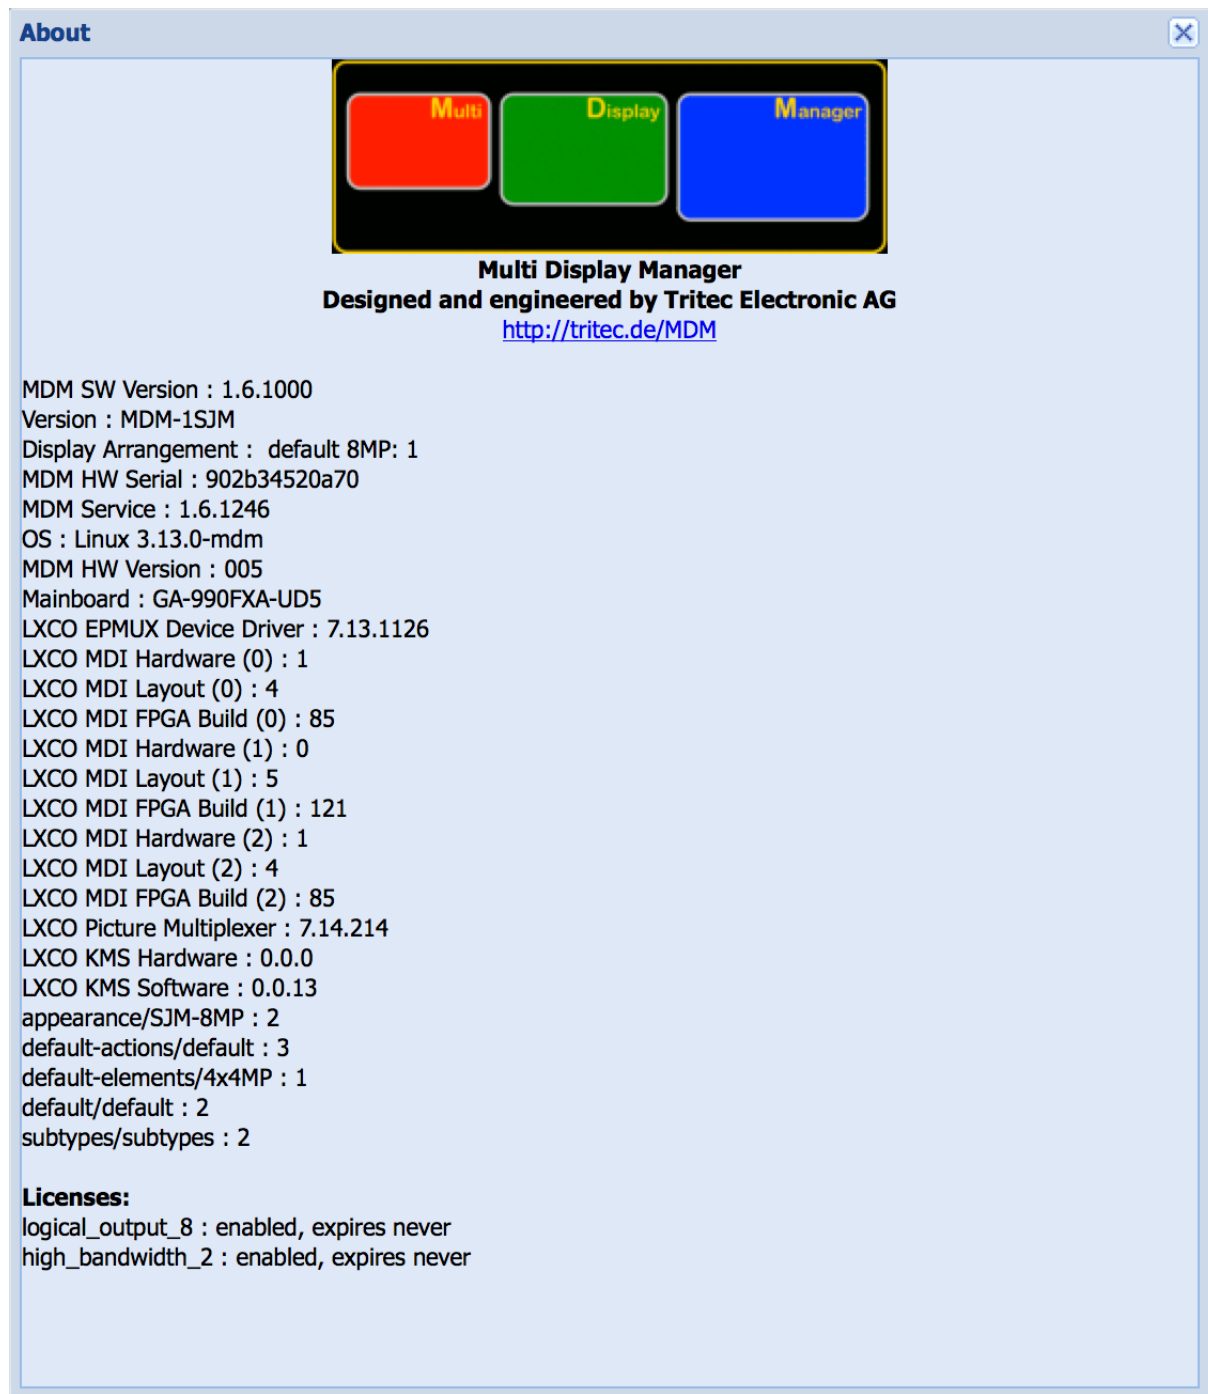 About
Multi Display Manager
Multi Display Manager
Designed and engineered by Tritec Electronic AG
http://tritec.de/MDM
MDM SW Version : 1.6.1000
Version : MDM-1SJM
Display Arrangement :  default 8MP: 1
MDM HW Serial : 902b34520a70
MDM Service : 1.6.1246
OS : Linux 3.13.0-mdm
MDM HW Version : 005
Mainboard : GA-990FXA-UD5
LXCO EPMUX Device Driver : 7.13.1126
LXCO MDI Hardware (0) : 1
LXCO MDI Layout (0) : 4
LXCO MDI FPGA Build (0) : 85
LXCO MDI Hardware (1) : 0
LXCO MDI Layout (1) : 5
LXCO MDI FPGA Build (1) : 121
LXCO MDI Hardware (2) : 1
LXCO MDI Layout (2) : 4
LXCO MDI FPGA Build (2) : 85
LXCO Picture Multiplexer : 7.14.214
LXCO KMS Hardware : 0.0.0
LXCO KMS Software : 0.0.13
appearance/SJM-8MP : 2
default-actions/default : 3
default-elements/4x4MP : 1
default/default : 2
subtypes/subtypes : 2
Licenses:
logical_output_8 : enabled, expires never
high_bandwidth_2 : enabled, expires never